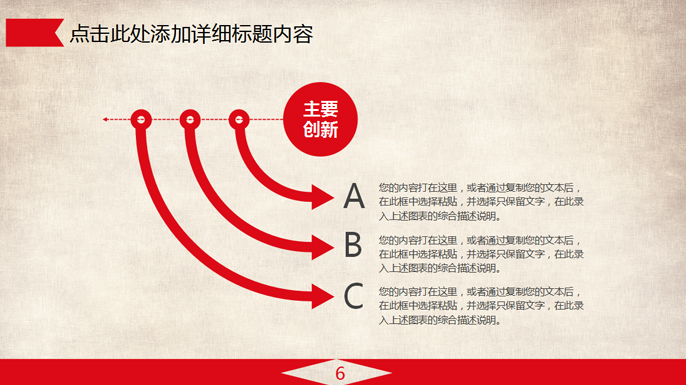 点击此处添加详细标题内容
主要
创新
A
您的内容打在这里，或者通过复制您的文本后，
在此框中选择粘贴，并选择只保留文字，在此录
入上述图表的综合描述说明。
B
您的内容打在这里，或者通过复制您的文本后，
在此框中选择粘贴，并选择只保留文字，在此录
入上述图表的综合描述说明。
C
您的内容打在这里，或者通过复制您的文本后，
在此框中选择粘贴，并选择只保留文字，在此录
入上述图表的综合描述说明。
6